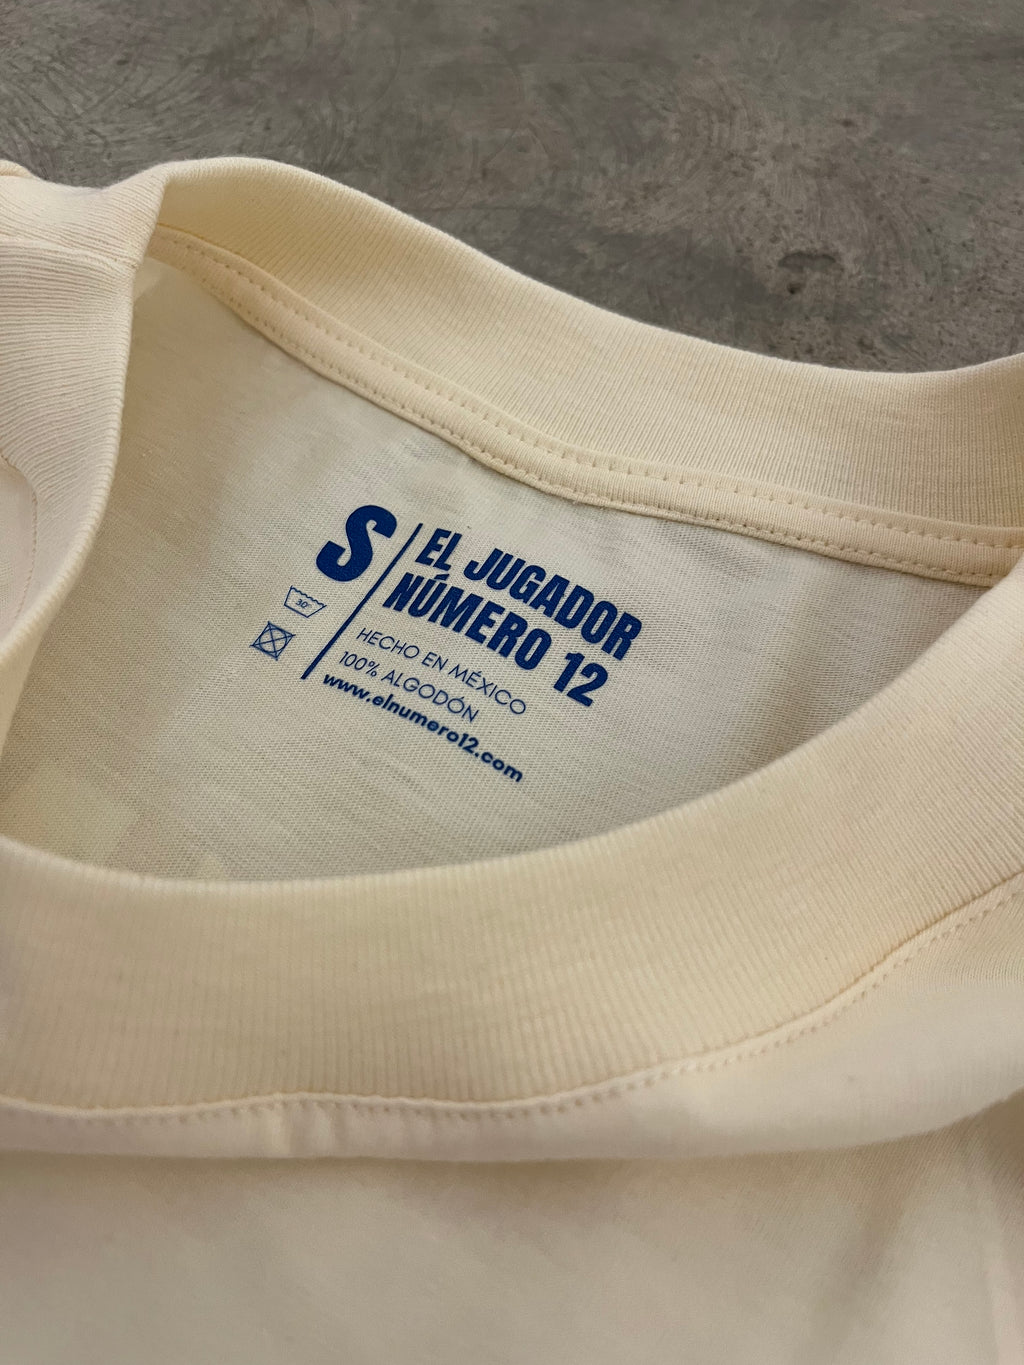 S
30°
EL JUGADOR
NÚMERO 12
HECHO EN MÉXICO
100% ALGODÓN
www.elnumero12.com